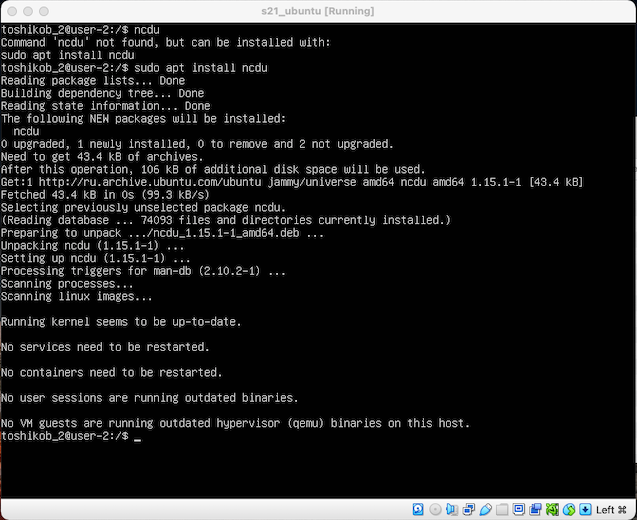 s21_ubuntu [Running]
toshikob_2@user-2:/$ ncdu
Command 'ncdu' not found, but can be installed with:
sudo apt install ncdu
toshikob_2@user-2:/$ sudo apt install ncdu
Reading package lists... Done
Building dependency tree... Done
Reading state information... Done
The following NEW packages will be installed:
  ncdu
0 upgraded, 1 newly installed, 0 to remove and 2 not upgraded.
Need to get 43.4 kB of archives.
After this operation, 106 kB of additional disk space will be used.
Get:1 http://ru.archive.ubuntu.com/ubuntu jammy/universe amd64 ncdu amd64 1.15.1-1 [43.4 kB]
Fetched 43.4 kB in 0s (99.3 kB/s)
Selecting previously unselected package ncdu.
(Reading database ... 74093 files and directories currently installed.)
Preparing to unpack .../ncdu_1.15.1-1_amd64.deb ...
Unpacking ncdu (1.15.1-1) ...
Setting up ncdu (1.15.1-1) ...
Processing triggers for man-db (2.10.2-1) ...
Scanning processes...
Scanning linux images...
Running kernel seems to be up-to-date.
No services need to be restarted.
No containers need to be restarted.
No user sessions are running outdated binaries.
No VM guests are running outdated hypervisor (qemu) binaries on this host.
toshikob_2@user-2:/$ _
Left ⌘